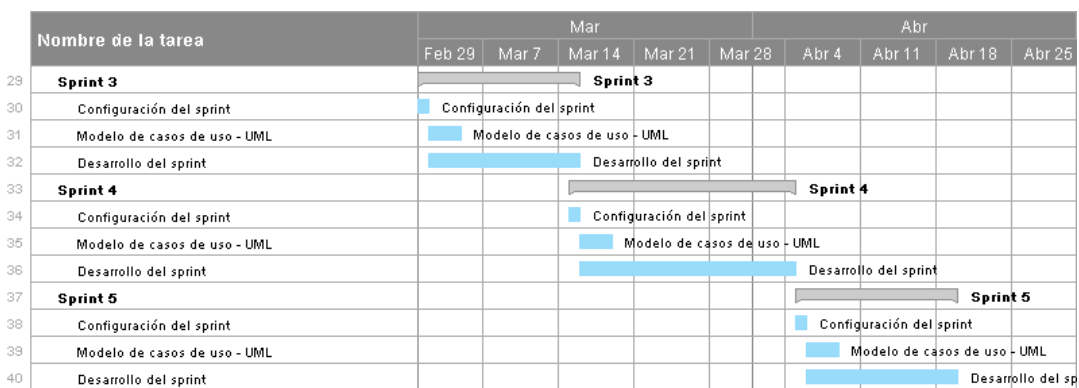 Nombre de la tarea
Mar Abr
Feb 29 Mar 7 Mar 14 Mar 21 Mar 28 Abr 4 Abr 11 Abr 18 Abr 25
29 Sprint 3 Sprint 3
30 Configuración del sprint Configuración del sprint
31 Modelo de casos de uso - UML Modelo de casos de uso - UML
32 Desarrollo del sprint Desarrollo del sprint
33 Sprint 4 Sprint 4
34 Configuración del sprint Configuración del sprint
35 Modelo de casos de uso - UML Modelo de casos de uso - UML
36 Desarrollo del sprint Desarrollo del sprint
37 Sprint 5 Sprint 5
38 Configuración del sprint Configuración del sprint
39 Modelo de casos de uso - UML Modelo de casos de uso - UML
40 Desarrollo del sprint Desarrollo del sp